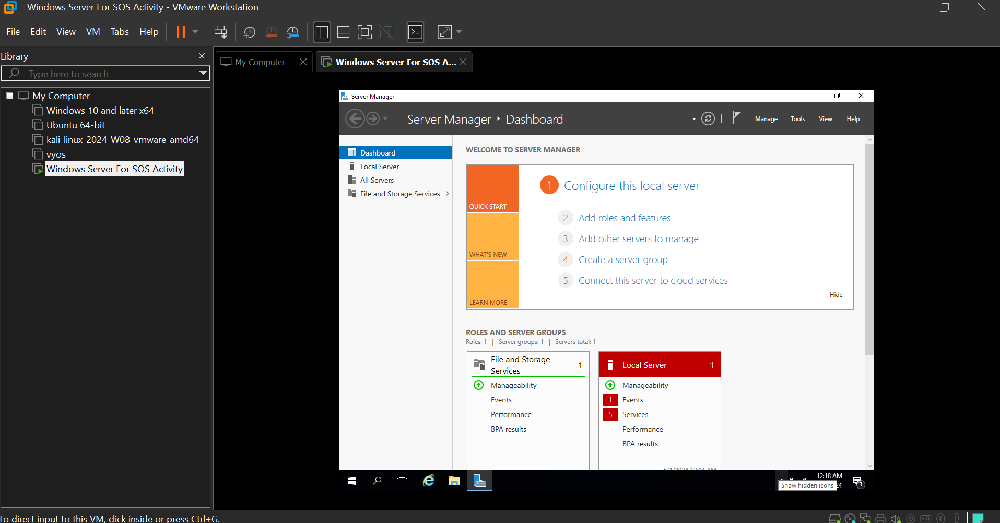 Windows Server For SOS Activity - VMware Workstation
File Edit View VM Tabs Help
Library
Type here to search
My Computer
Windows 10 and later x64
Ubuntu 64-bit
kali-linux-2024-W08-vmware-amd64
vyos
Windows Server For SOS Activity
My Computer
Windows Server For SOS A...
Server Manager
Server Manager Dashboard
Manage Tools View Help
Dashboard
Local Server
All Servers
File and Storage Services
WELCOME TO SERVER MANAGER
QUICK START
WHAT'S NEW
LEARN MORE
1 Configure this local server
2 Add roles and features
3 Add other servers to manage
4 Create a server group
5 Connect this server to cloud services
Hide
ROLES AND SERVER GROUPS
Roles: 1 | Server groups: 1 | Servers total: 1
File and Storage
Services
1
Manageability
Events
Performance
BPA results
Local Server 1
Manageability
1 Events
5 Services
Performance
BPA results
5/4/2024 12:14 AM
12:18 AM
Show hidden icons
24
1
To direct input to this VM, click inside or press Ctrl+G.